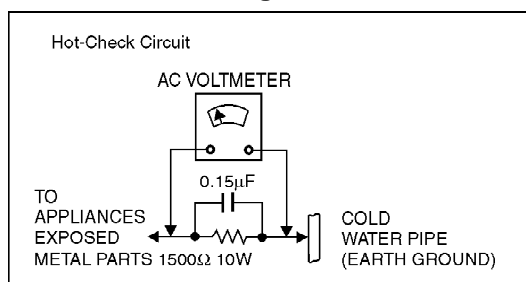 Hot-Check Circuit
AC VOLTMETER
0.15μF
TO
APPLIANCES
EXPOSED
METAL PARTS 1500Ω 10W
COLD
WATER PIPE
(EARTH GROUND)